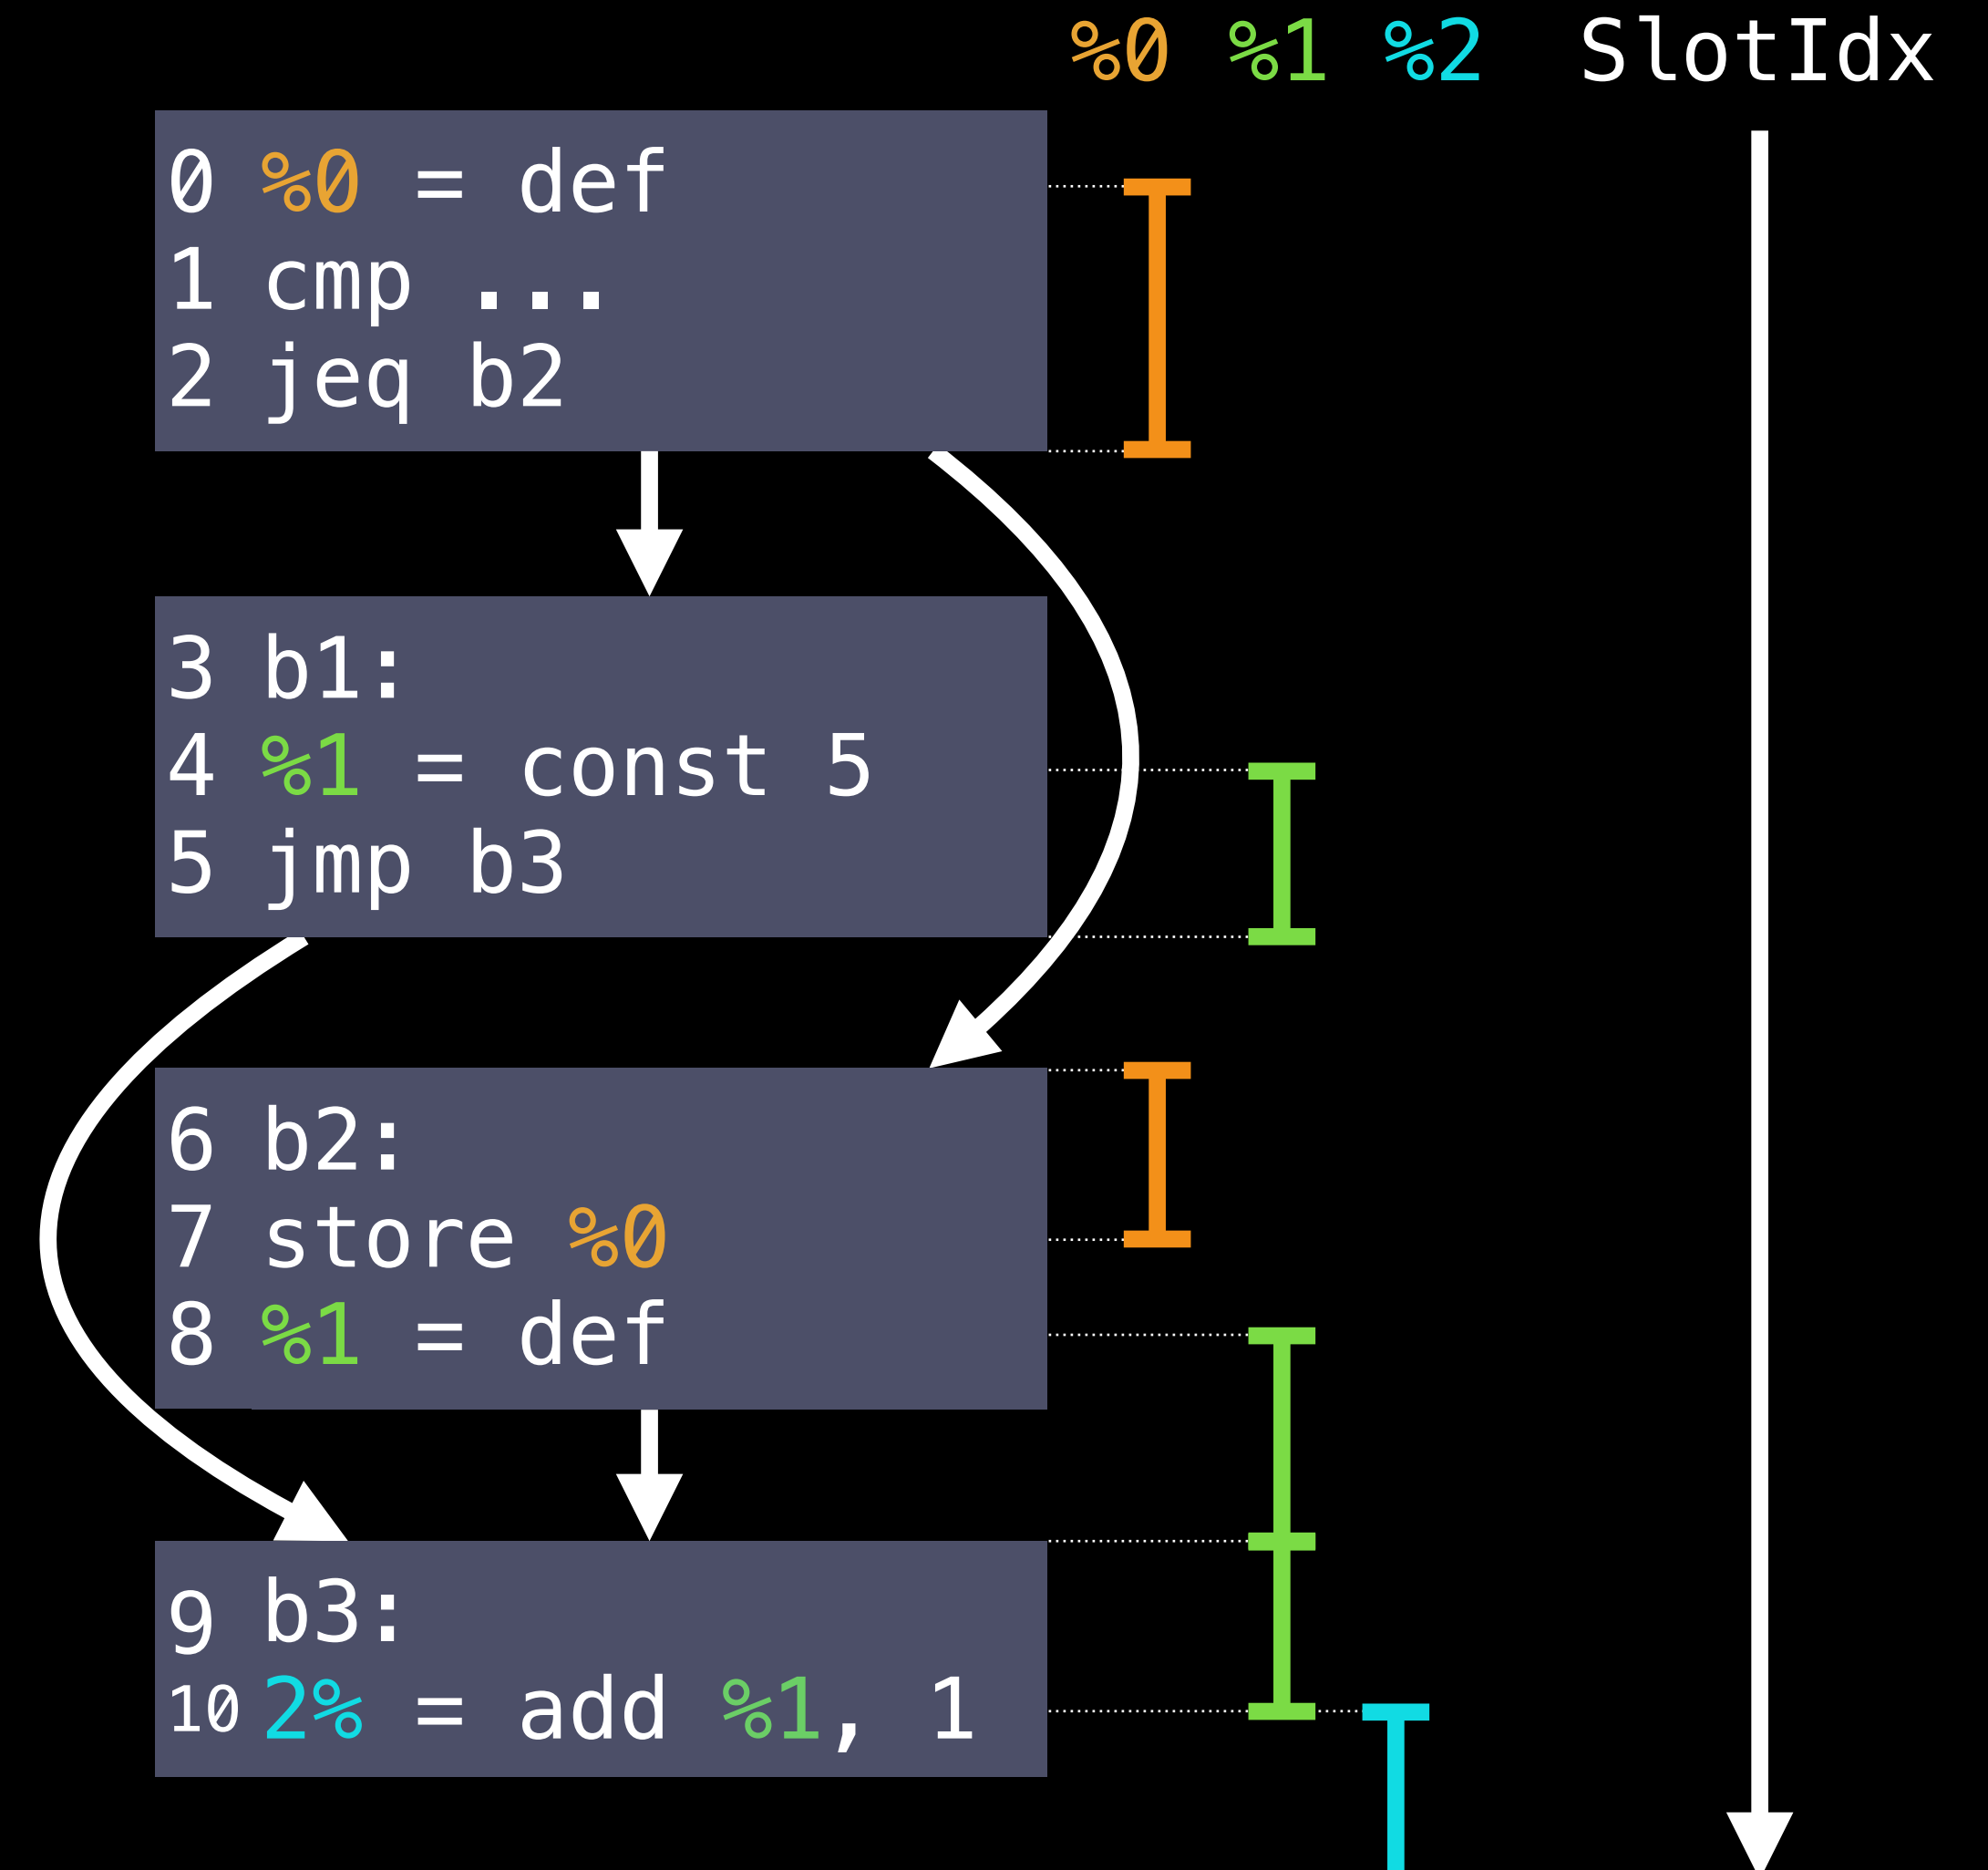 %0 %1 %2 SlotIdx
0 %0 = def
1 cmp ...
2 jeq b2
3 b1:
4 %1 = const 5
5 jmp b3
6 b2:
7 store %0
8 %1 = def
9 b3:
10 2% = add %1, 1